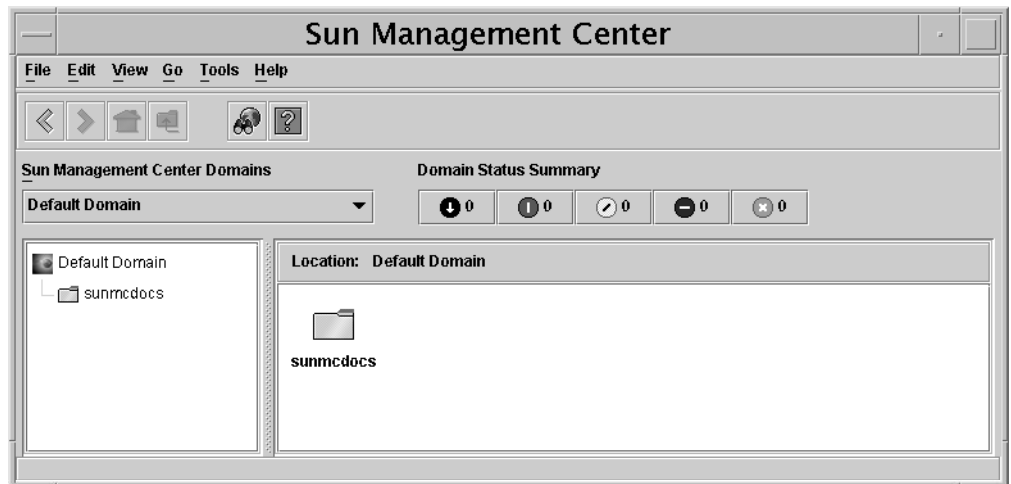 Sun Management Center
File Edit View Go Tools Help
?
Sun Management Center Domains
Domain Status Summary
Default Domain
0 0 0 0 0
Default Domain
sunmcdocs
Location: Default Domain
sunmcdocs